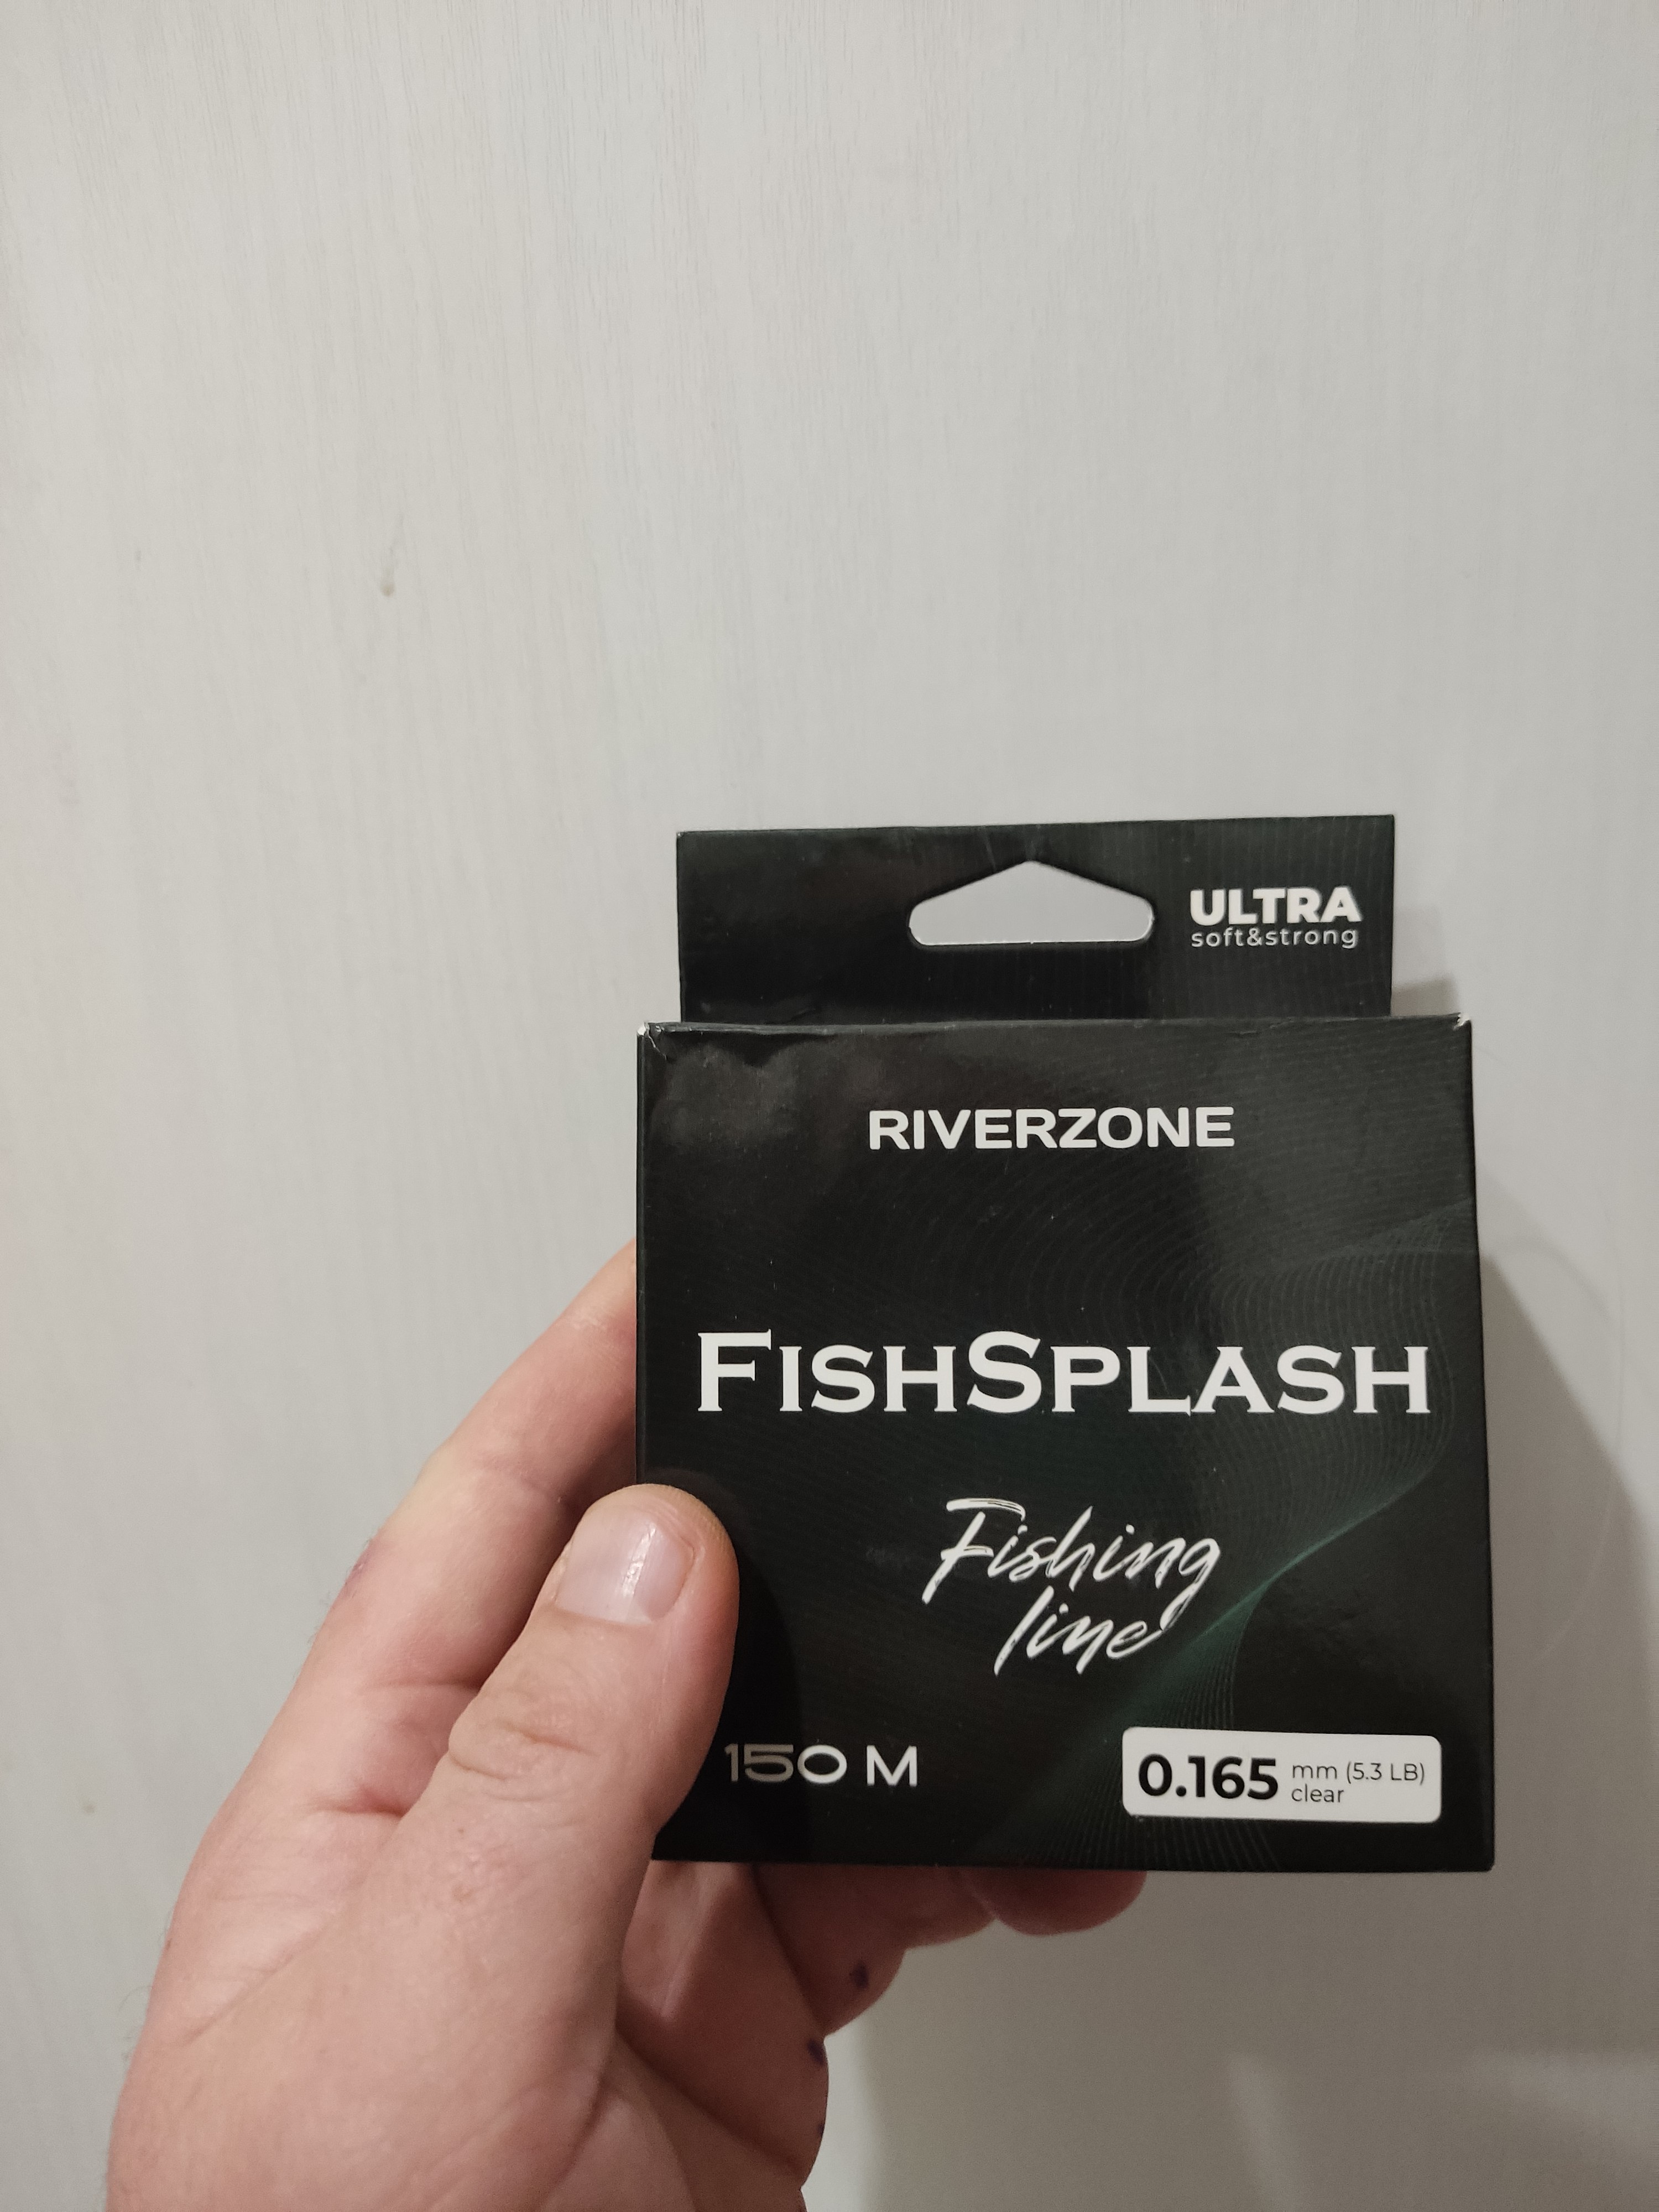 ULTRA
soft&strong
RIVERZONE
FISHSPLASH
Fishing
line
150 M
0.165 mm (5.3 LB)
clear